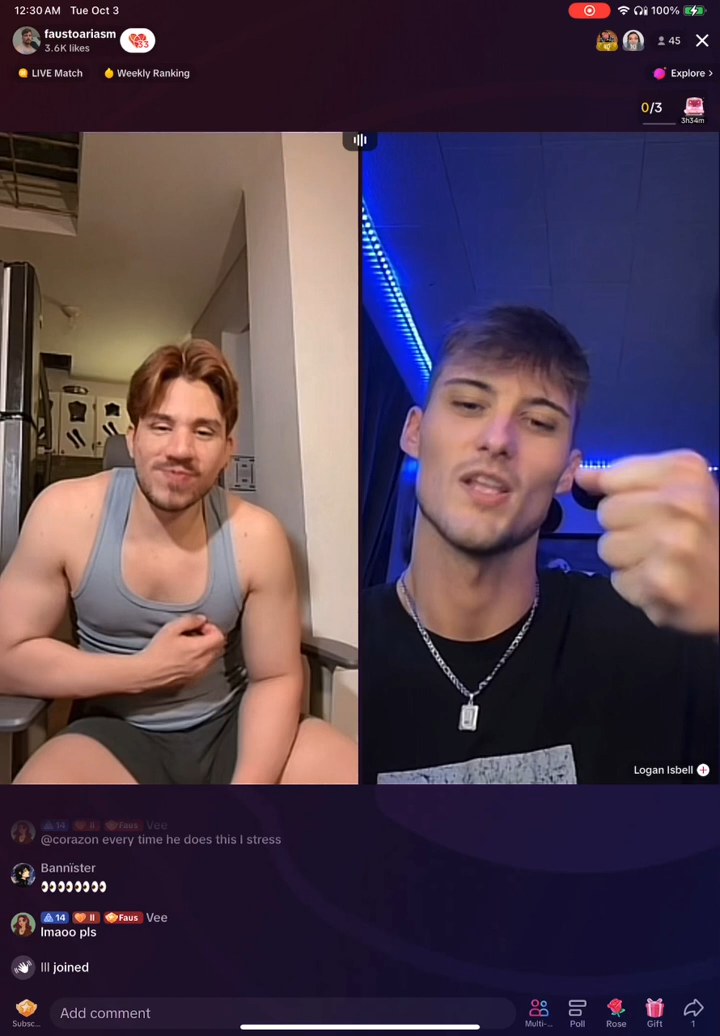 12:30 AM Tue Oct 3
100%
faustoariasm
33
3.6K likes
45
LIVE Match
Weekly Ranking
Explore >
0/3
3h34m
Logan Isbell
14 II Faus Vee
@corazon every time he does this I stress
Bannïster
👀👀👀👀👀👀👀👀
14 II Faus Vee
lmaoo pls
lll joined
Subsc...
Add comment
Multi-...
Poll
Rose
Gift
1